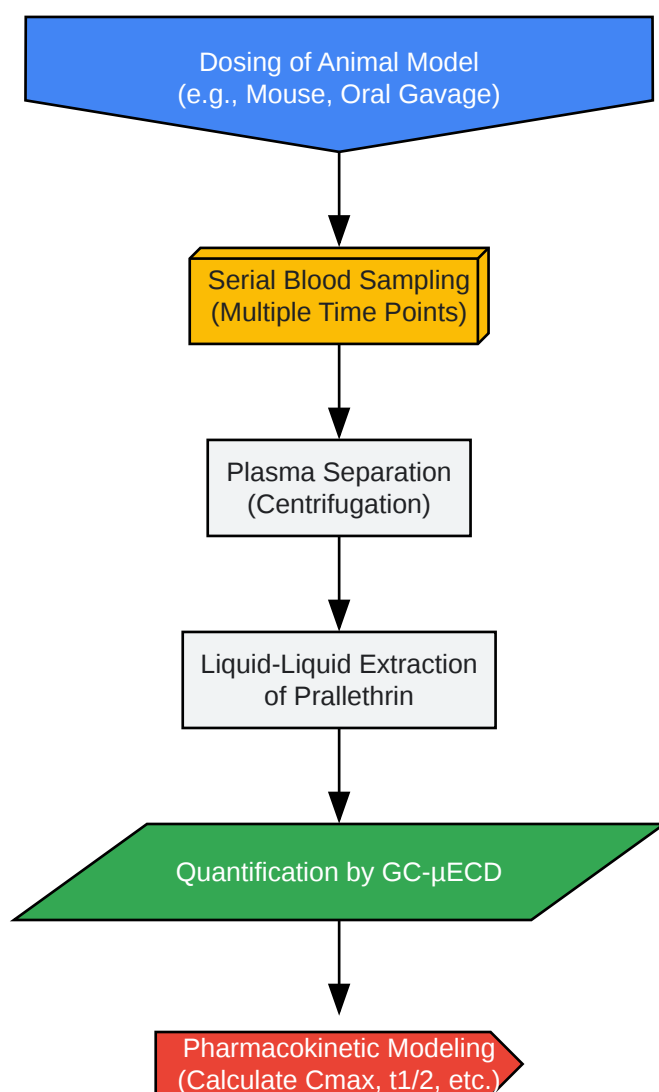 Dosing of Animal Model
(e.g., Mouse, Oral Gavage)
Serial Blood Sampling
(Multiple Time Points)
Plasma Separation
(Centrifugation)
Liquid-Liquid Extraction
of Prallethrin
Quantification by GC-µECD
Pharmacokinetic Modeling
(Calculate Cmax, t1/2, etc.)